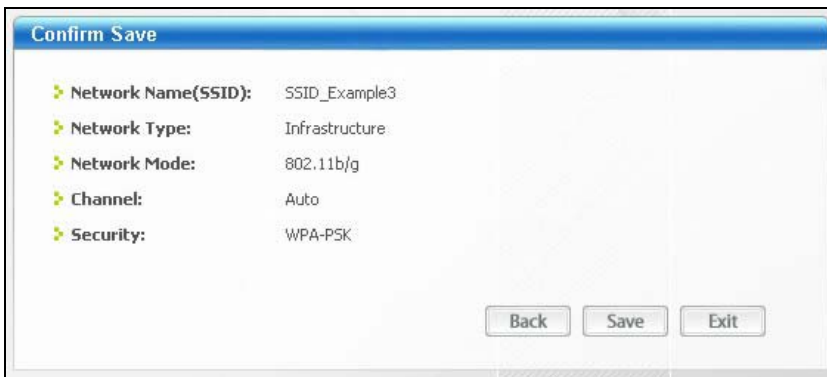 Confirm Save
Network Name(SSID): SSID_Example3
Network Type: Infrastructure
Network Mode: 802.11b/g
Channel: Auto
Security: WPA-PSK
Back Save Exit